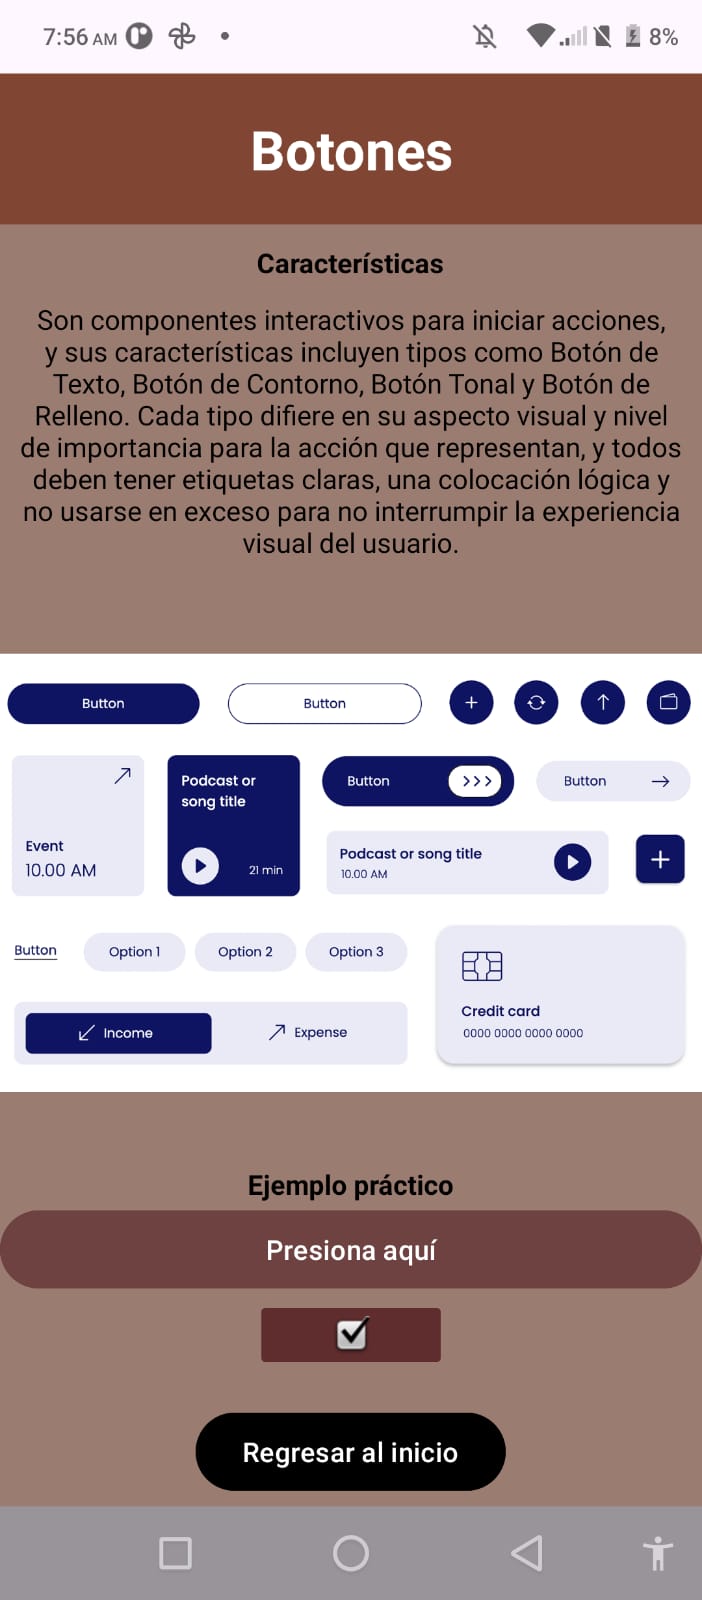 7:56 AM
8%
Botones
Características
Son componentes interactivos para iniciar acciones,
y sus características incluyen tipos como Botón de
Texto, Botón de Contorno, Botón Tonal y Botón de
Relleno. Cada tipo difiere en su aspecto visual y nivel
de importancia para la acción que representan, y todos
deben tener etiquetas claras, una colocación lógica y
no usarse en exceso para no interrumpir la experiencia
visual del usuario.
Button
Button
Event
10.00 AM
Podcast or
song title
21 min
Button
Button
Podcast or song title
10.00 AM
Button
Option 1
Option 2
Option 3
Income
Expense
Credit card
0000 0000 0000 0000
Ejemplo práctico
Presiona aquí
Regresar al inicio